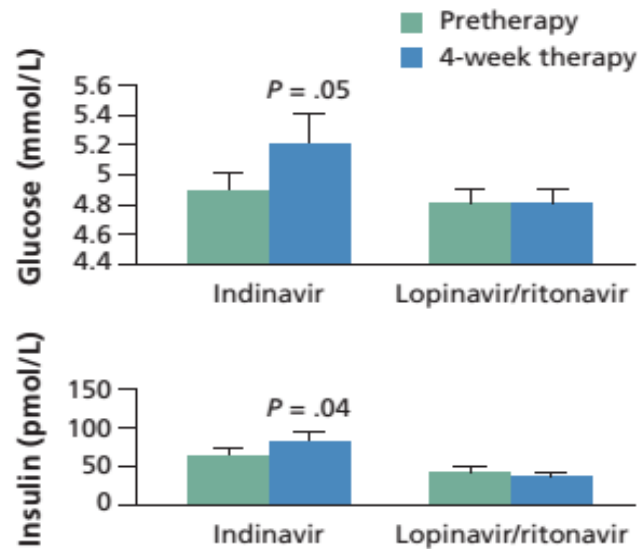 Pretherapy
4-week therapy
Glucose (mmol/L)
5.6
5.4
5.2
5
4.8
4.6
4.4
P = .05
Indinavir
Lopinavir/ritonavir
Insulin (pmol/L)
150
100
50
0
P = .04
Indinavir
Lopinavir/ritonavir